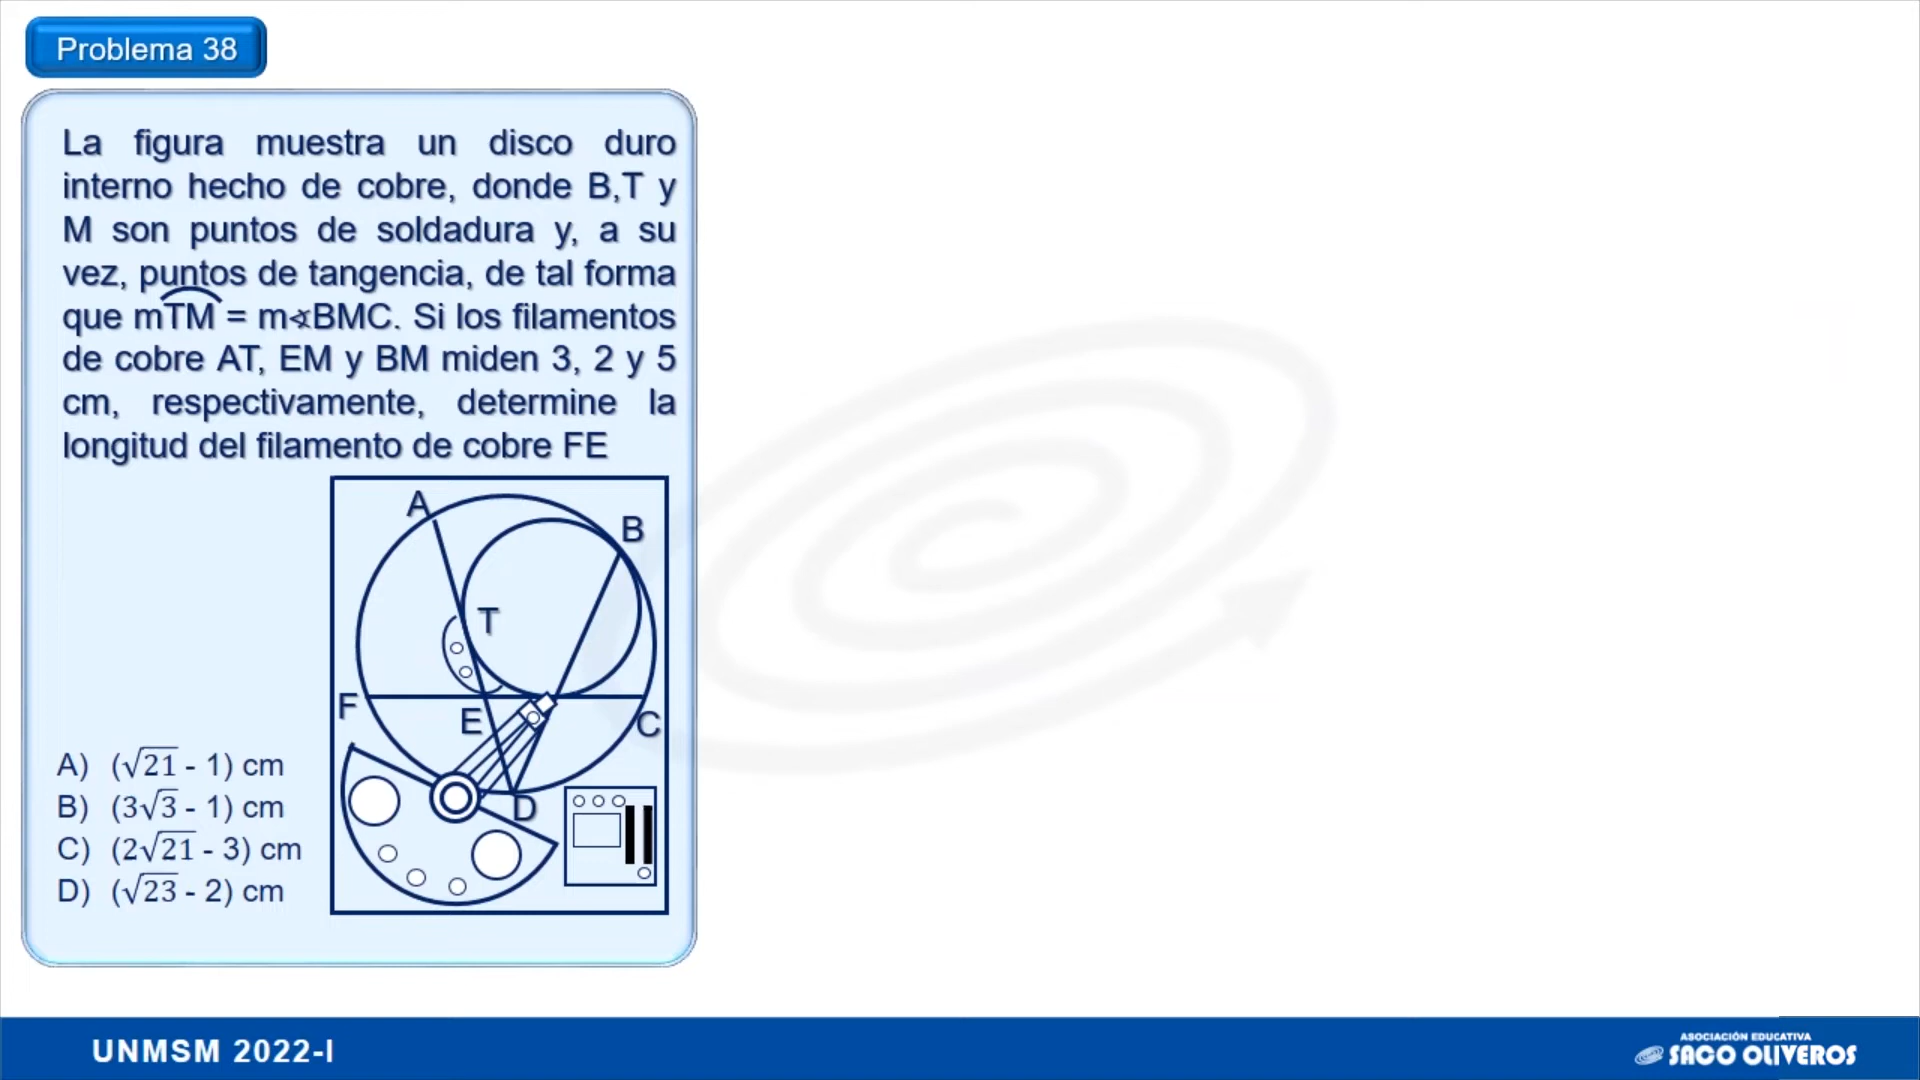 Problema 38
La figura muestra un disco duro
interno hecho de cobre, donde B,T y
M son puntos de soldadura y, a su
vez, puntos de tangencia, de tal forma
que m\overset{\frown}{TM} = m∢BMC. Si los filamentos
de cobre AT, EM y BM miden 3, 2 y 5
cm, respectivamente, determine la
longitud del filamento de cobre FE
A
B
T
F
E
C
D
A) (√21 - 1) cm
B) (3√3 - 1) cm
C) (2√21 - 3) cm
D) (√23 - 2) cm
UNMSM 2022-I
ASOCIACIÓN EDUCATIVA
SACO OLIVEROS